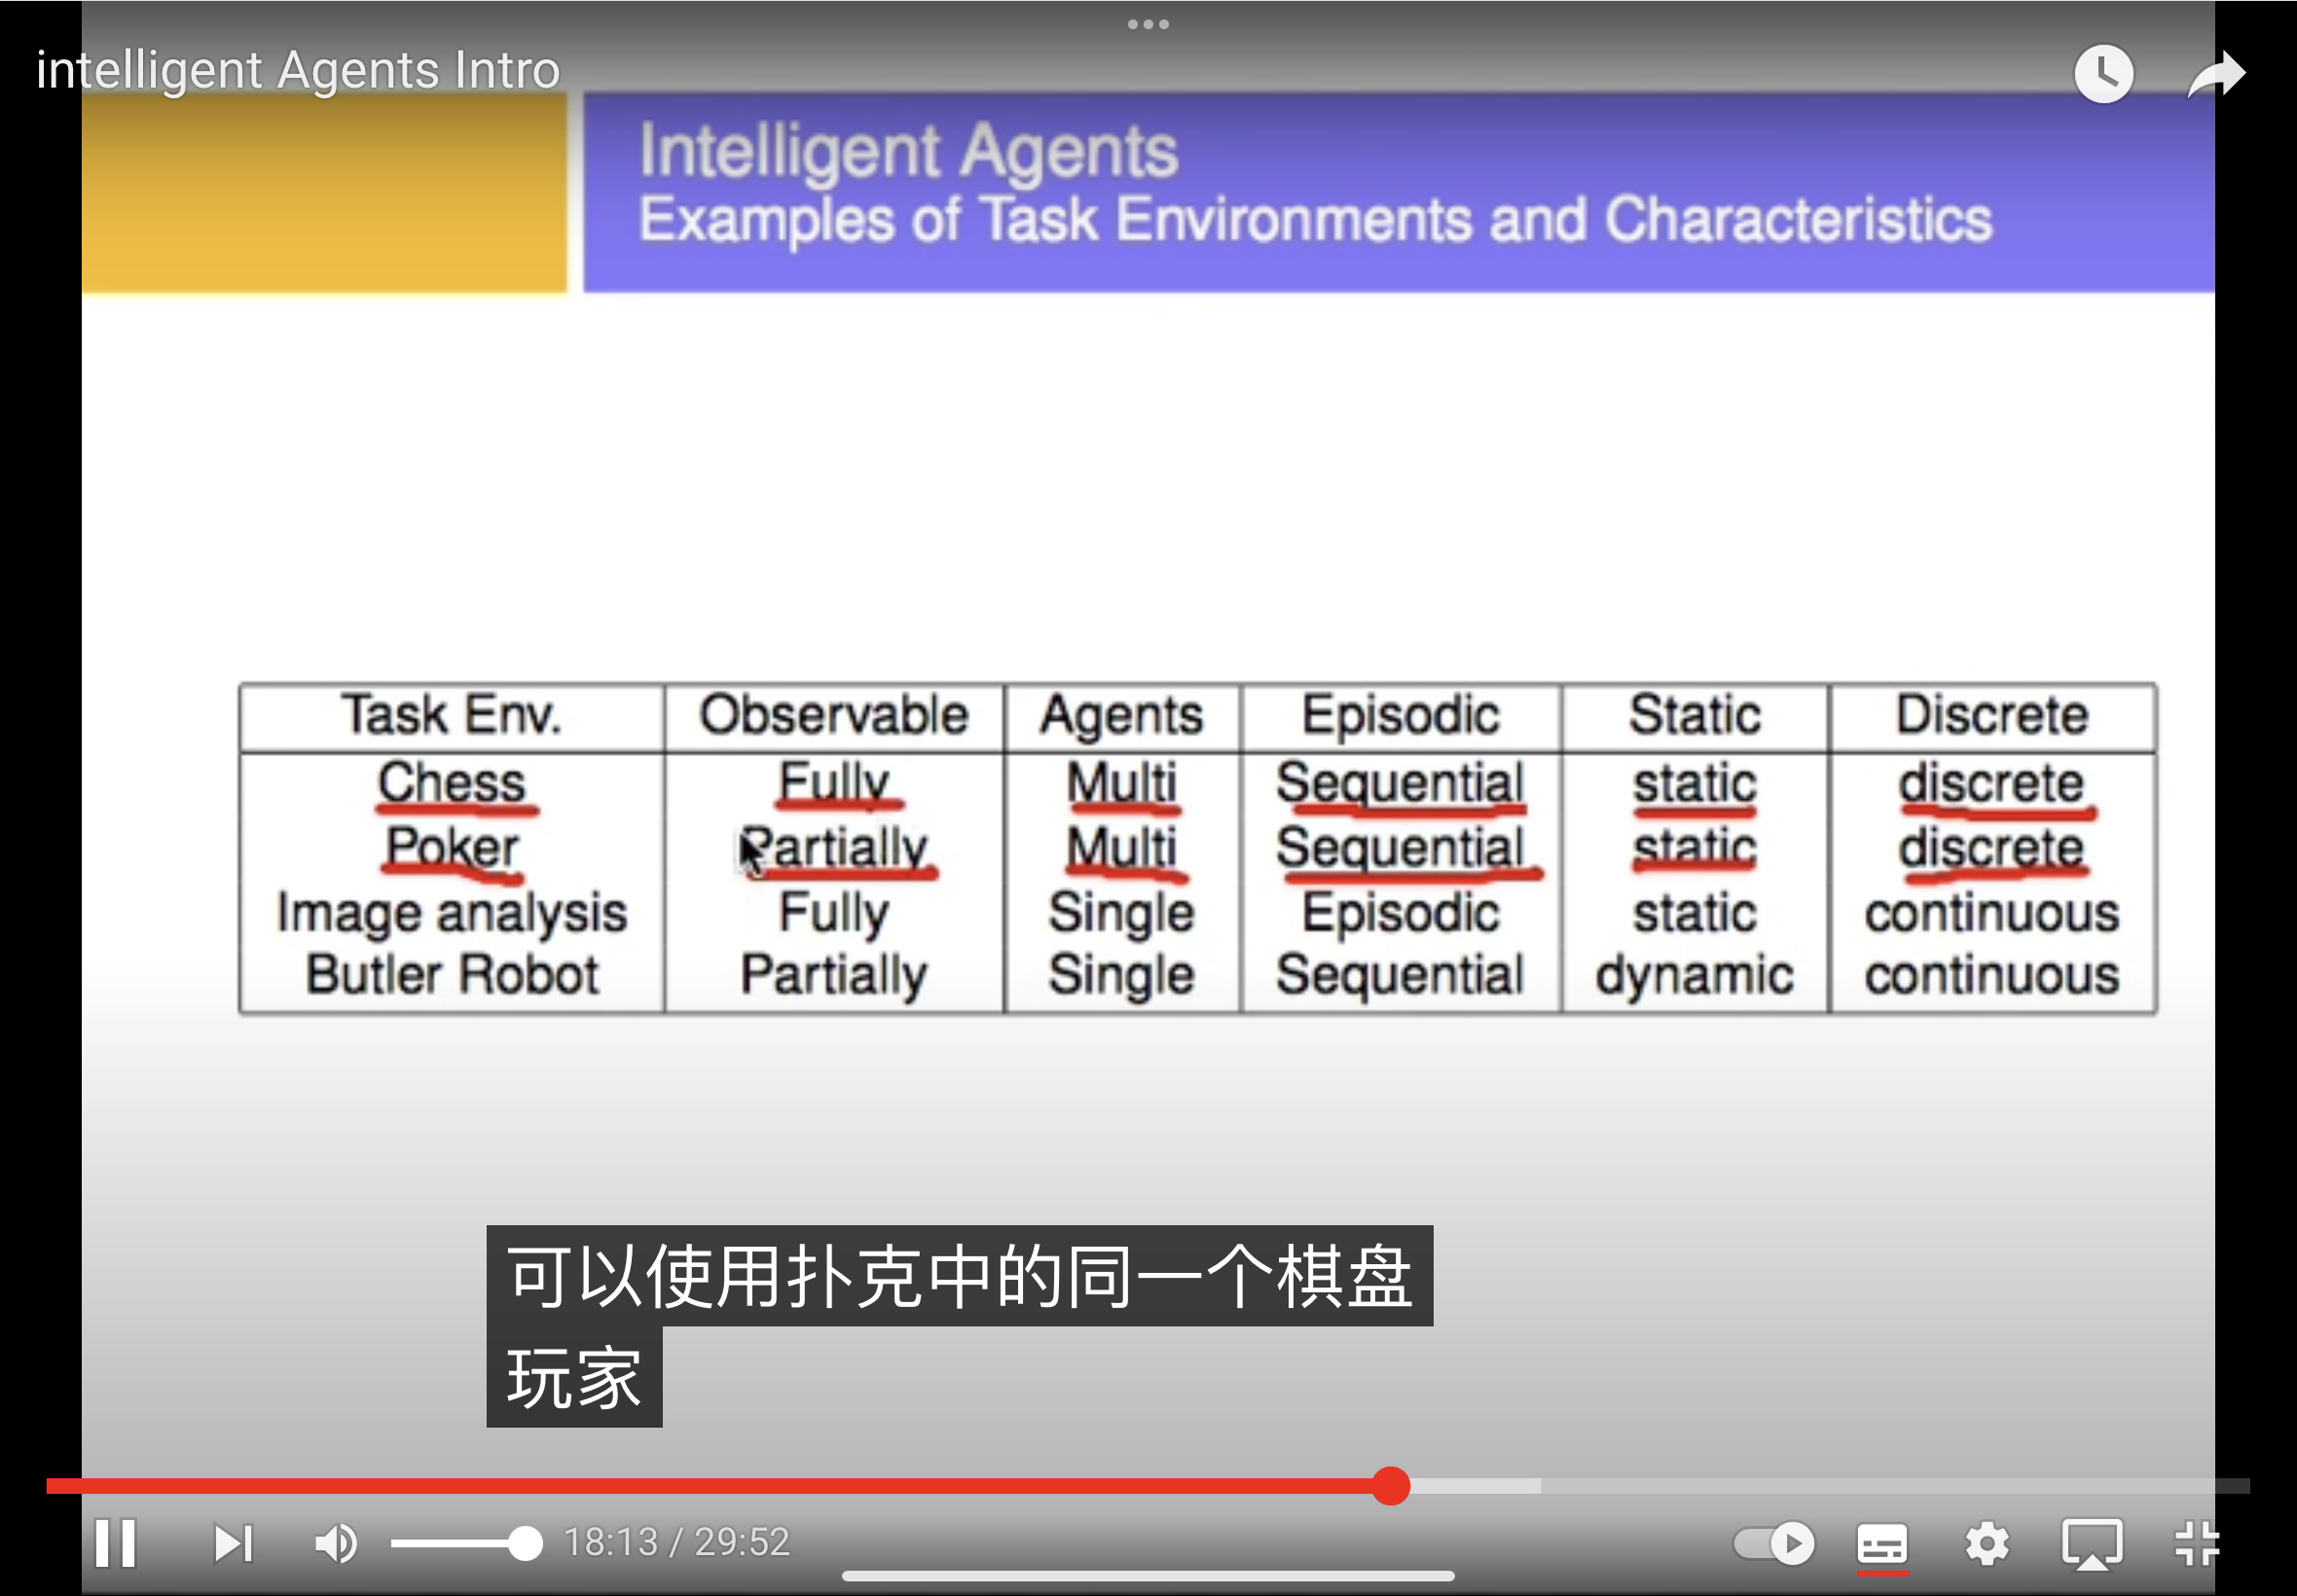 intelligent Agents Intro
Intelligent Agents
Examples of Task Environments and Characteristics
Task Env. Observable Agents Episodic Static Discrete
Chess Fully Multi Sequential static discrete
Poker Partially Multi Sequential static discrete
Image analysis Fully Single Episodic static continuous
Butler Robot Partially Single Sequential dynamic continuous
可以使用扑克中的同一个棋盘
玩家
18:13 / 29:52